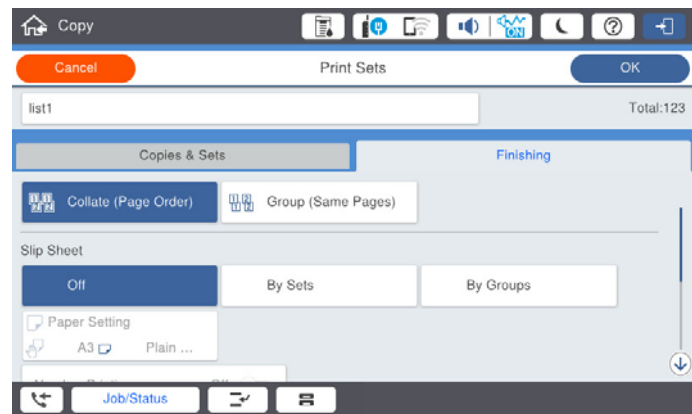 Copy
ON
Cancel
Print Sets
OK
list1
Total:123
Copies & Sets
Finishing
Collate (Page Order)
Group (Same Pages)
Slip Sheet
Off
By Sets
By Groups
Paper Setting
A3
Plain ...
Job/Status